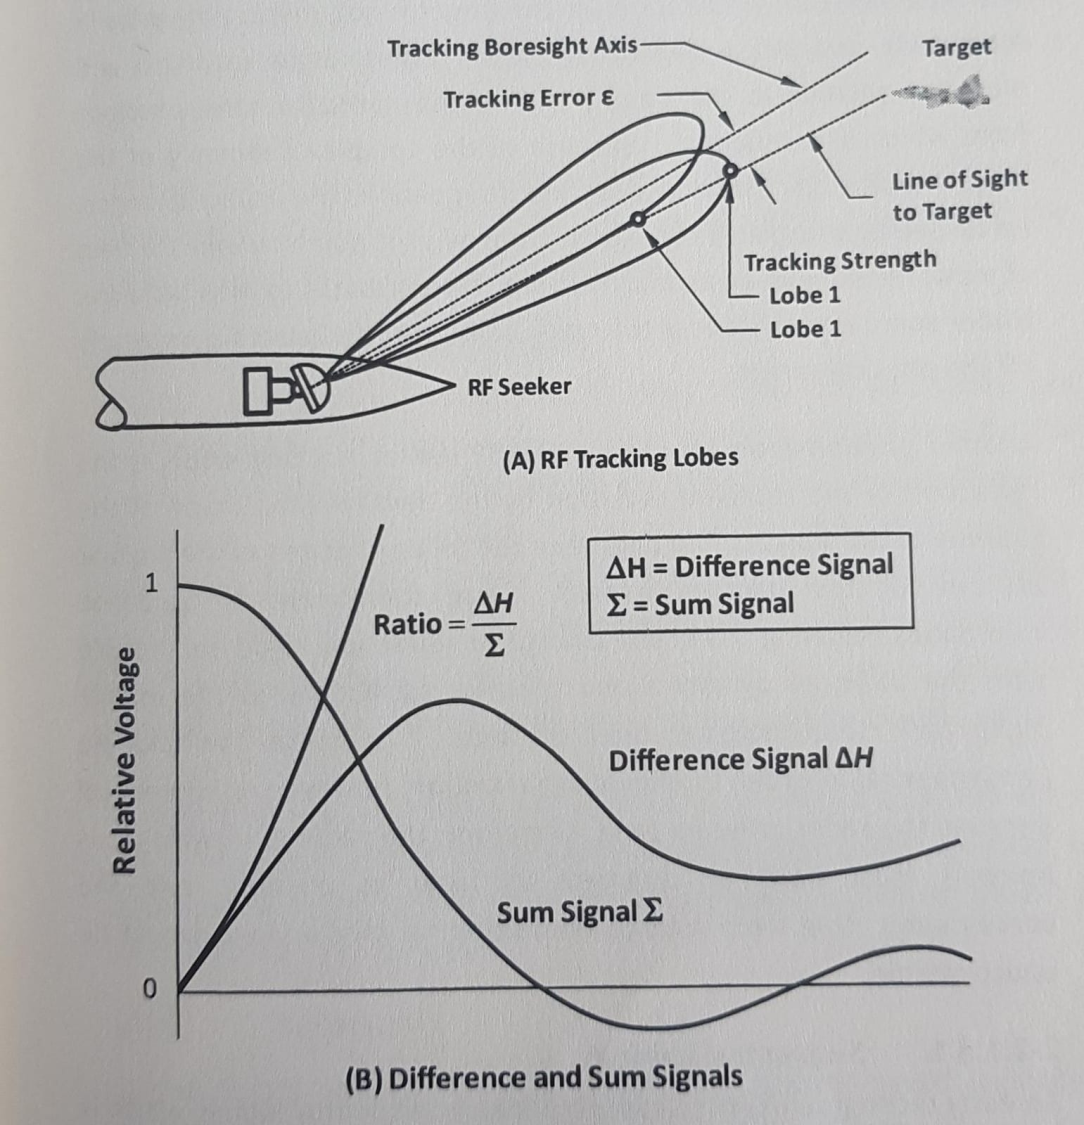 Tracking Boresight Axis
Target
Tracking Error ε
Line of Sight
to Target
Tracking Strength
Lobe 1
Lobe 1
RF Seeker
(A) RF Tracking Lobes
1
Ratio = ΔH
Σ
ΔH = Difference Signal
Σ = Sum Signal
Relative Voltage
Difference Signal ΔH
Sum Signal Σ
0
(B) Difference and Sum Signals